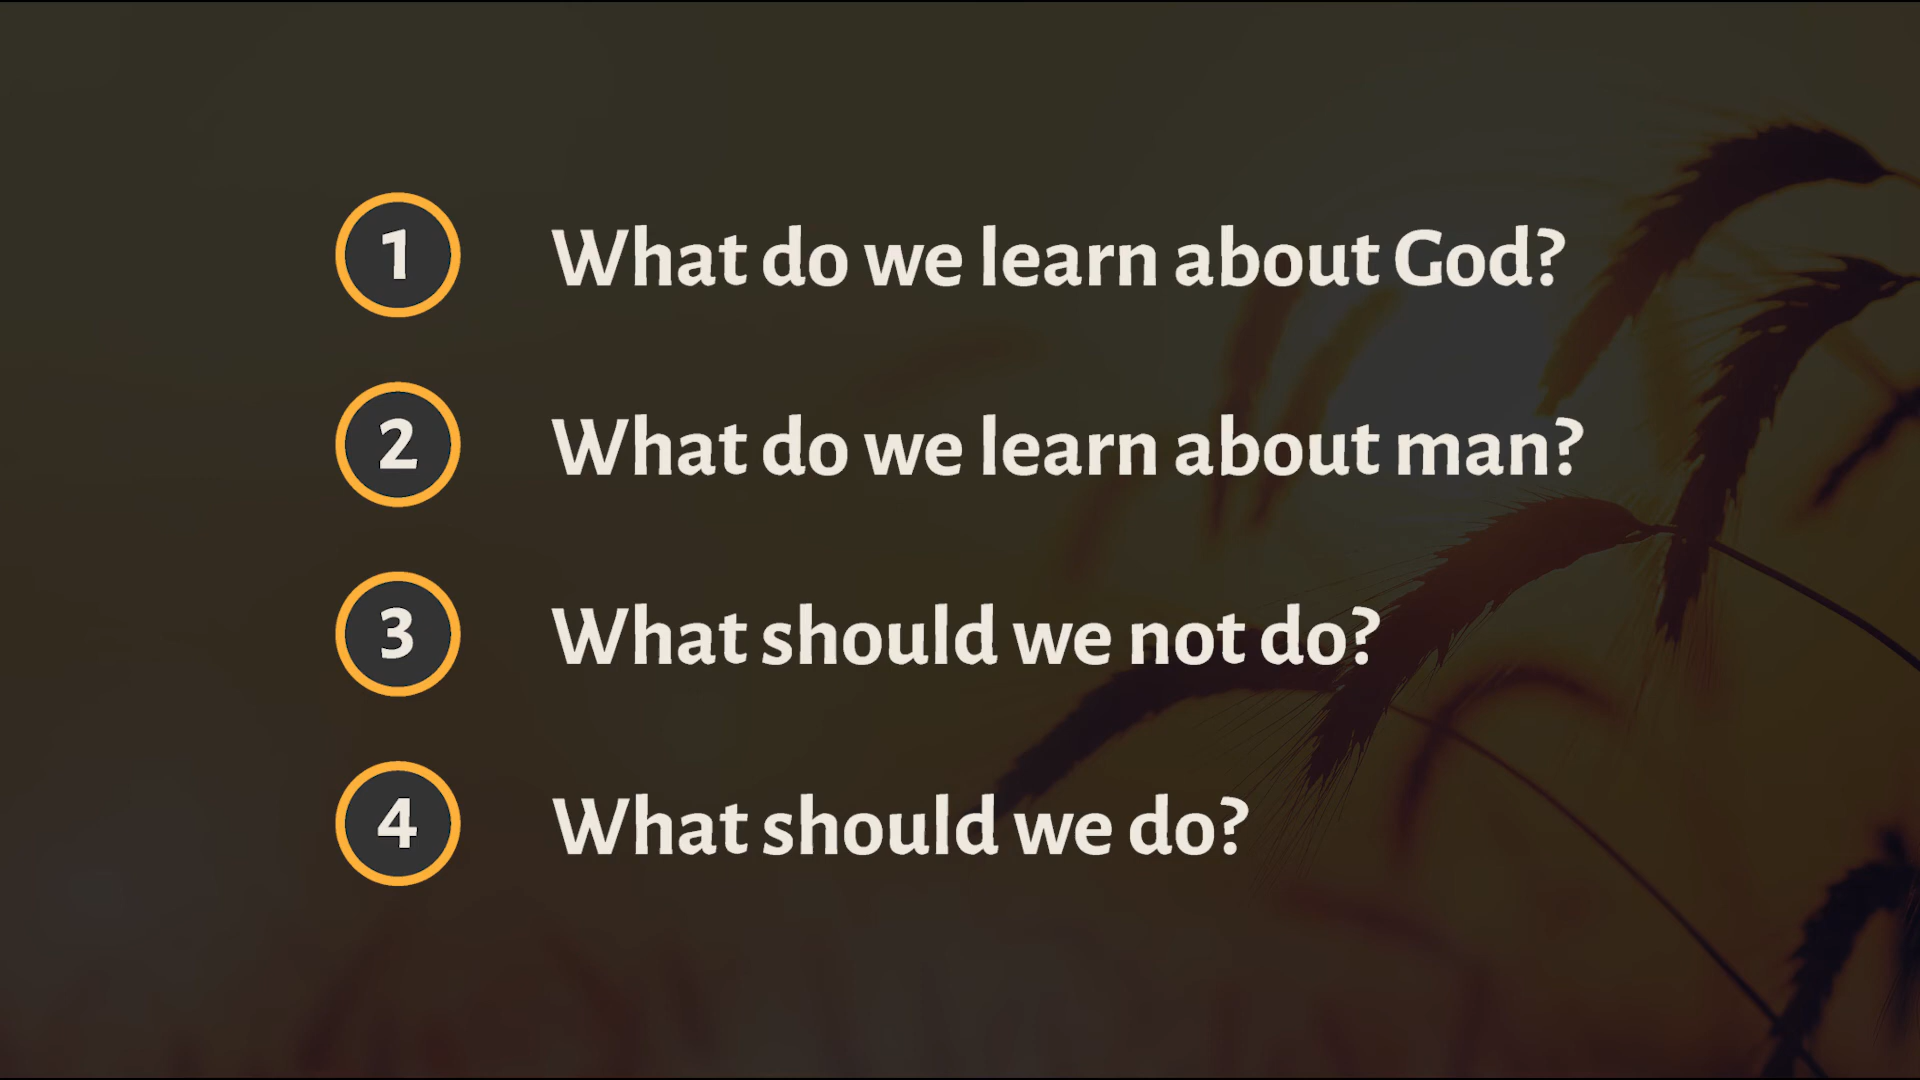 1 What do we learn about God?
2 What do we learn about man?
3 What should we not do?
4 What should we do?